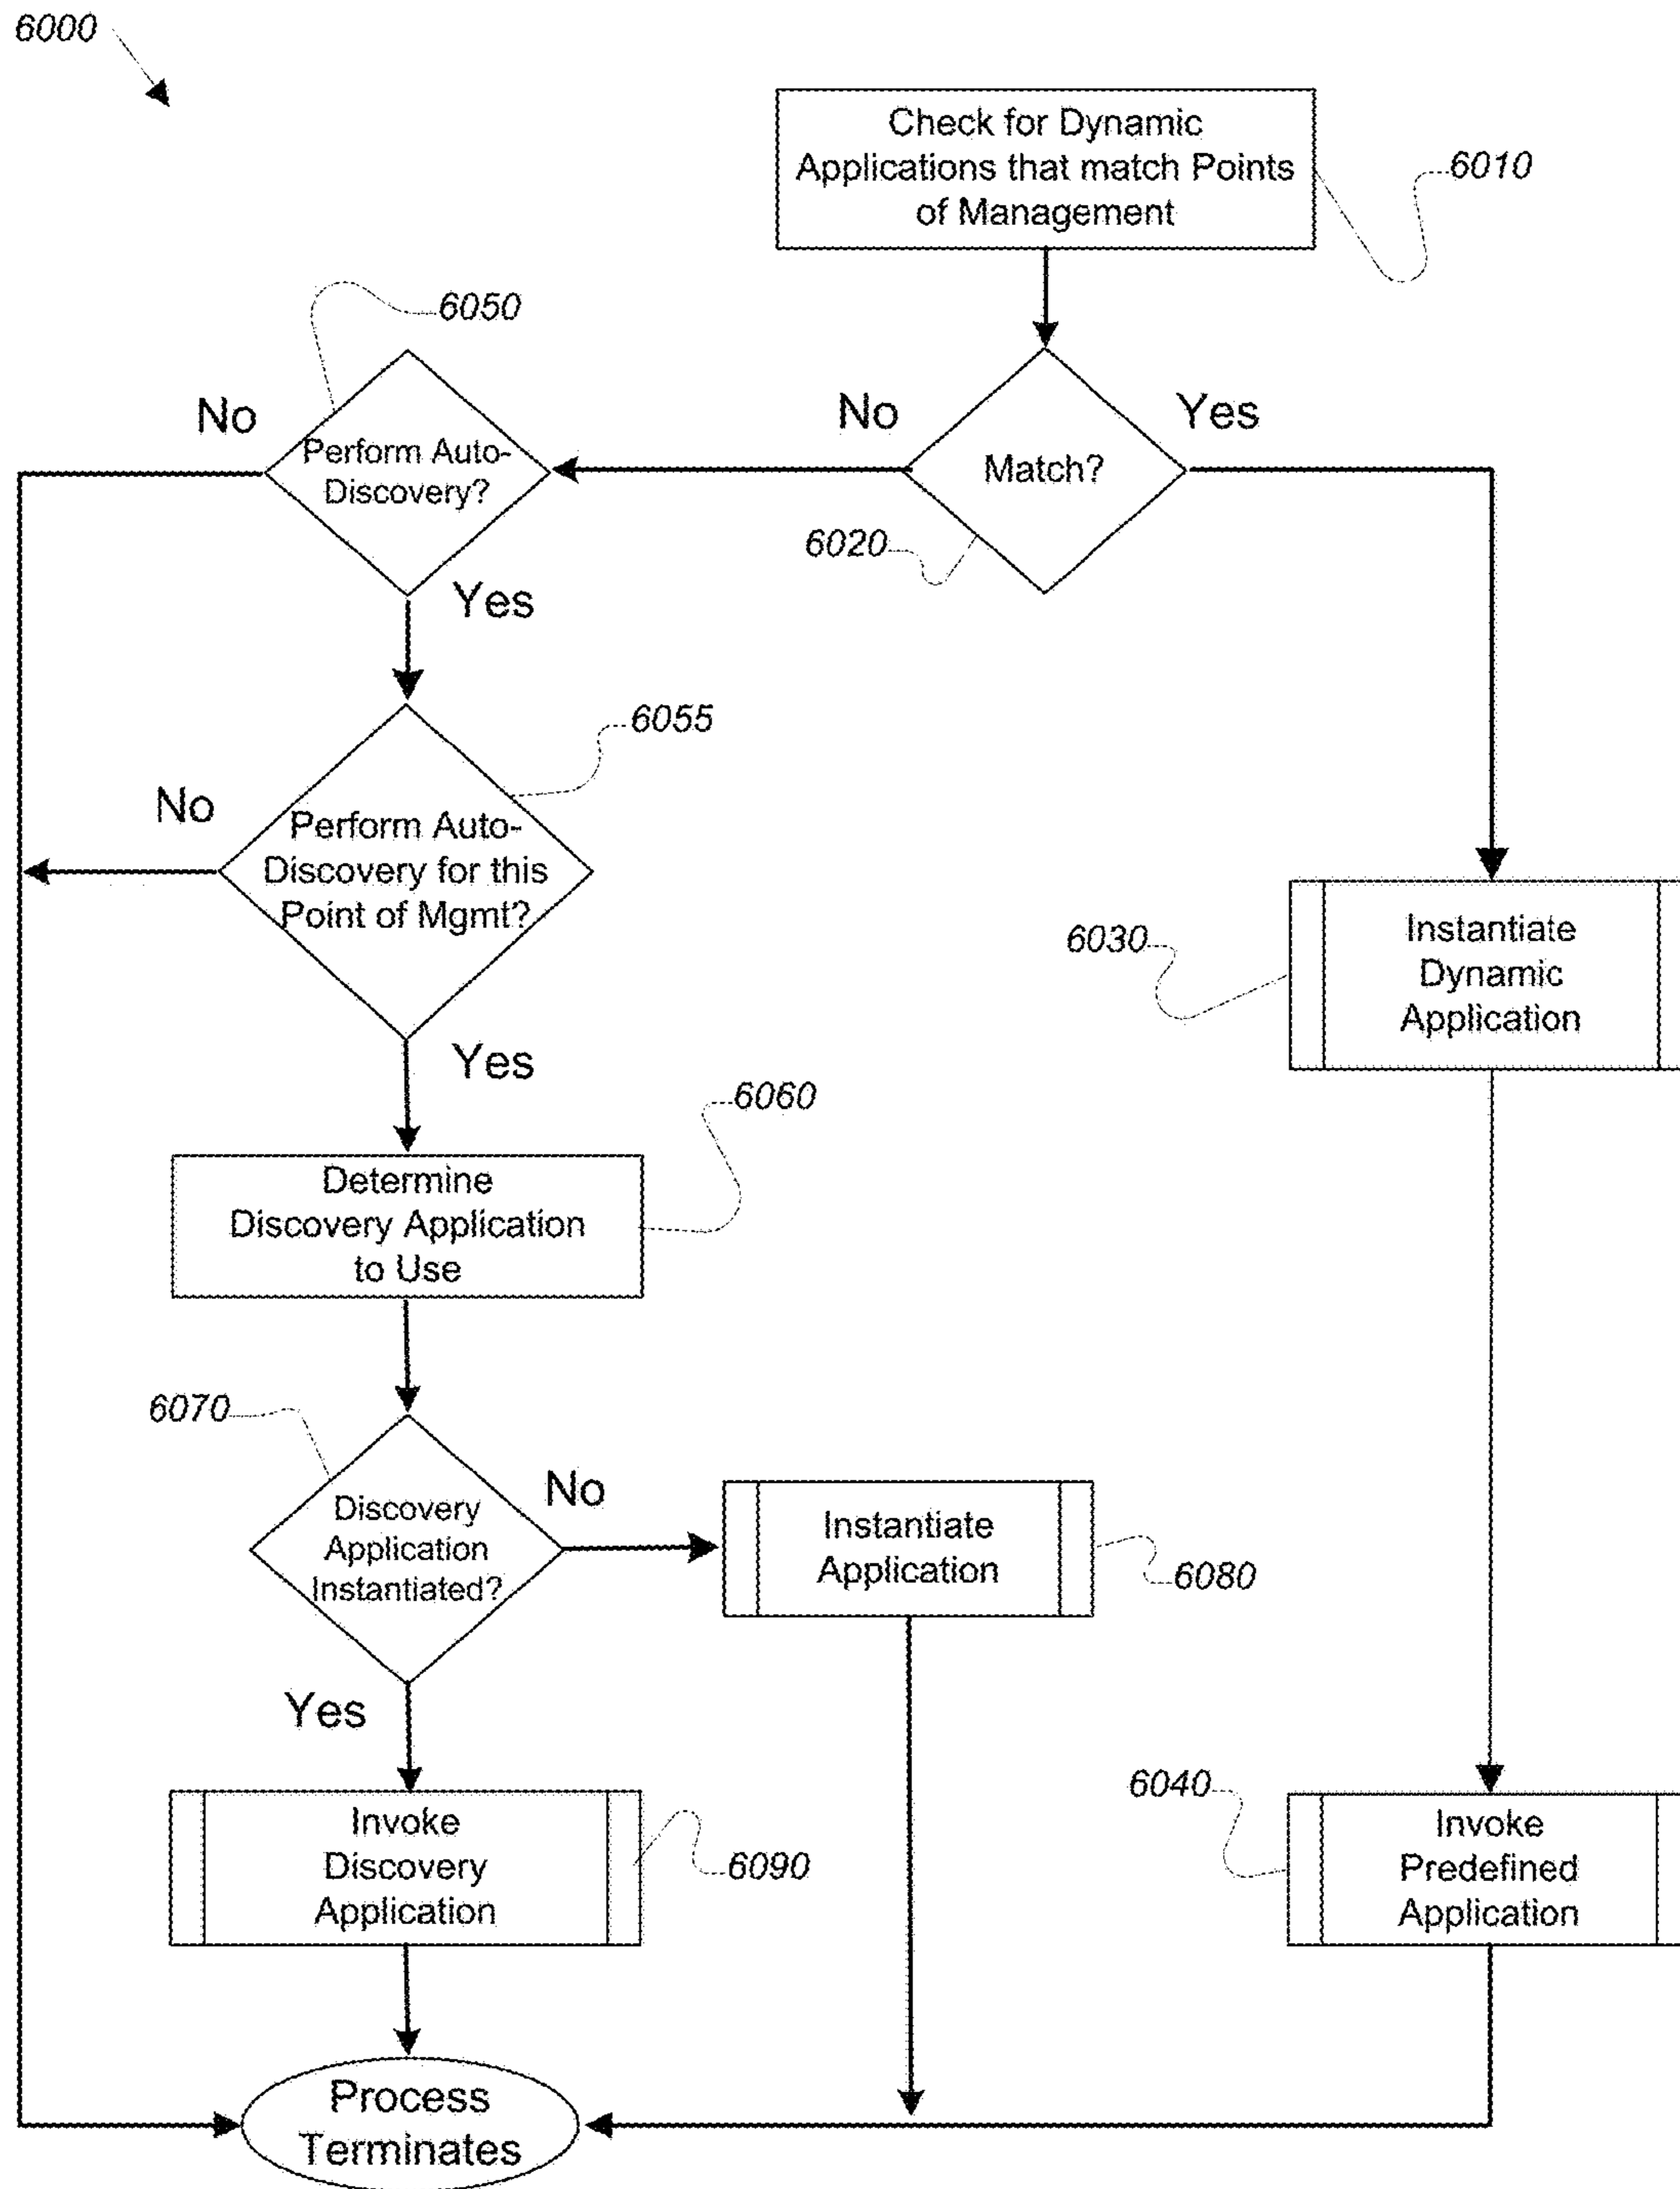 6000
Check for Dynamic
Applications that match Points
of Management
6010
6050
No
Perform Auto-
Discovery?
Yes
No
Match?
Yes
6020
6055
No
Perform Auto-
Discovery for this
Point of Mgmt?
Yes
6030
Instantiate
Dynamic
Application
6060
Determine
Discovery Application
to Use
6070
Discovery
Application
Instantiated?
No
Instantiate
Application
6080
Yes
6040
Invoke
Predefined
Application
Invoke
Discovery
Application
6090
Process
Terminates